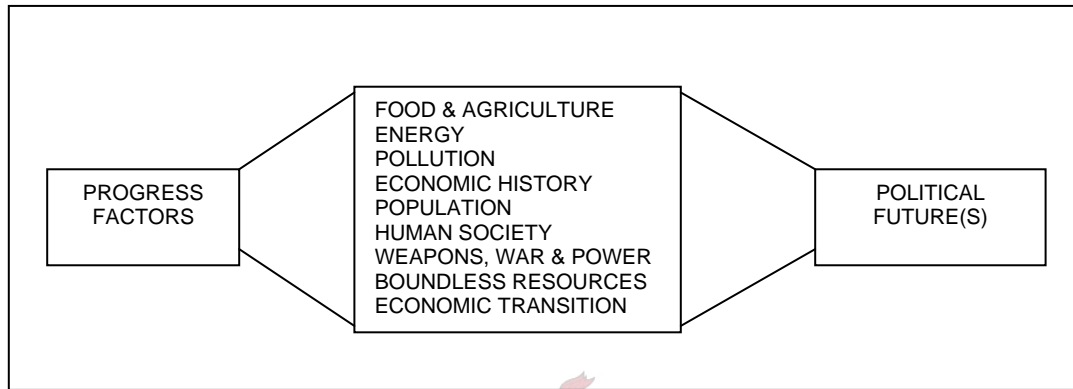 PROGRESS
FACTORS
FOOD & AGRICULTURE
ENERGY
POLLUTION
ECONOMIC HISTORY
POPULATION
HUMAN SOCIETY
WEAPONS, WAR & POWER
BOUNDLESS RESOURCES
ECONOMIC TRANSITION
POLITICAL
FUTURE(S)